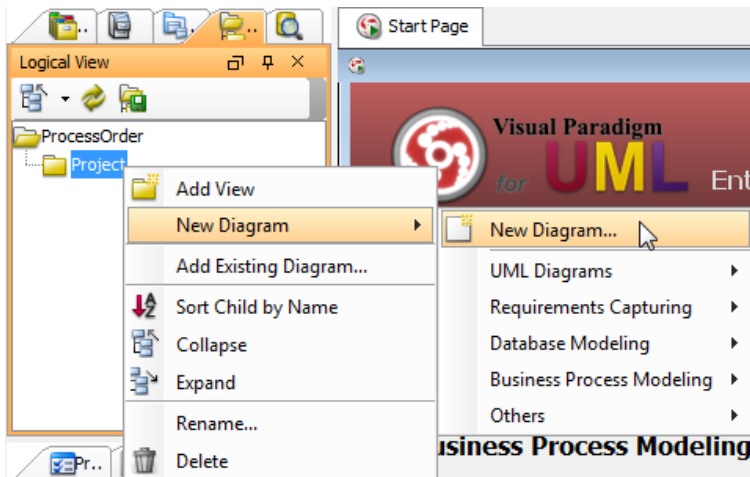 Start Page
Logical View
ProcessOrder
Project
Visual Paradigm
for UML Ent
Add View
New Diagram
Add Existing Diagram...
Sort Child by Name
Collapse
Expand
Rename...
Delete
New Diagram...
UML Diagrams
Requirements Capturing
Database Modeling
Business Process Modeling
Others
usiness Process Modeling
Pr..